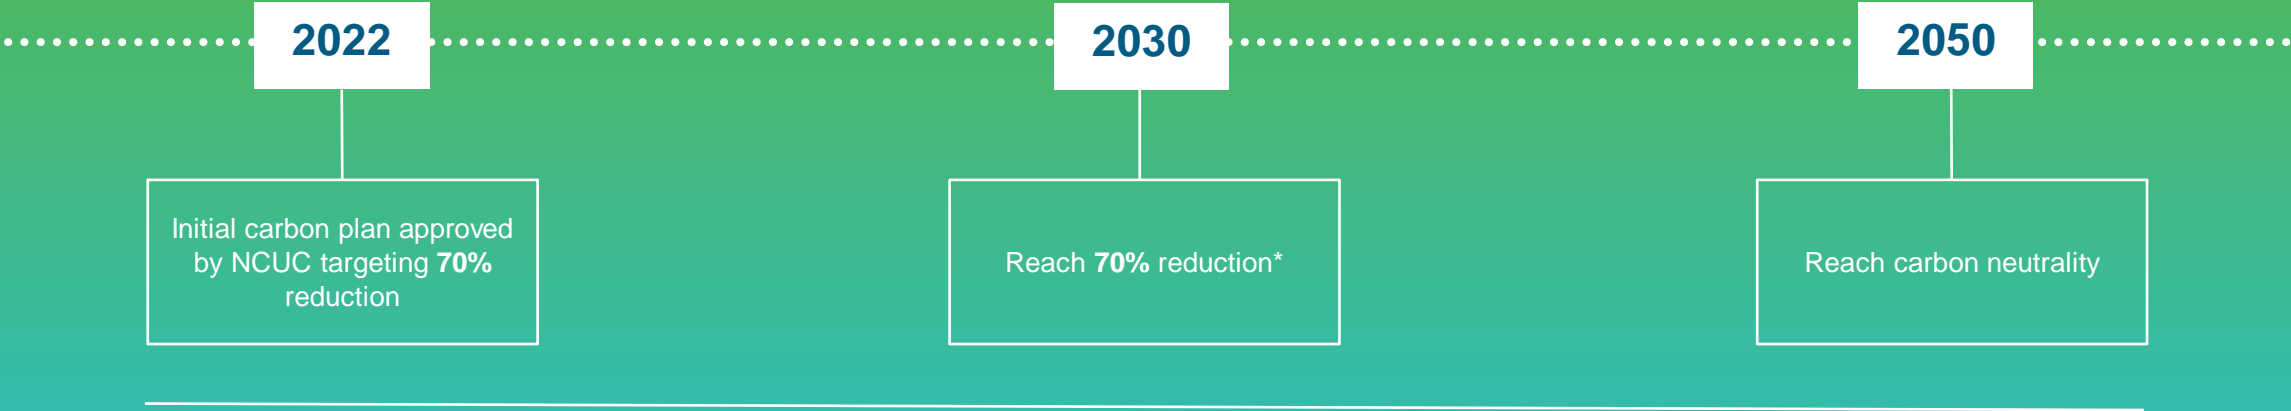 2022
2030
2050
Initial carbon plan approved
by NCUC targeting 70%
reduction
Reach 70% reduction*
Reach carbon neutrality